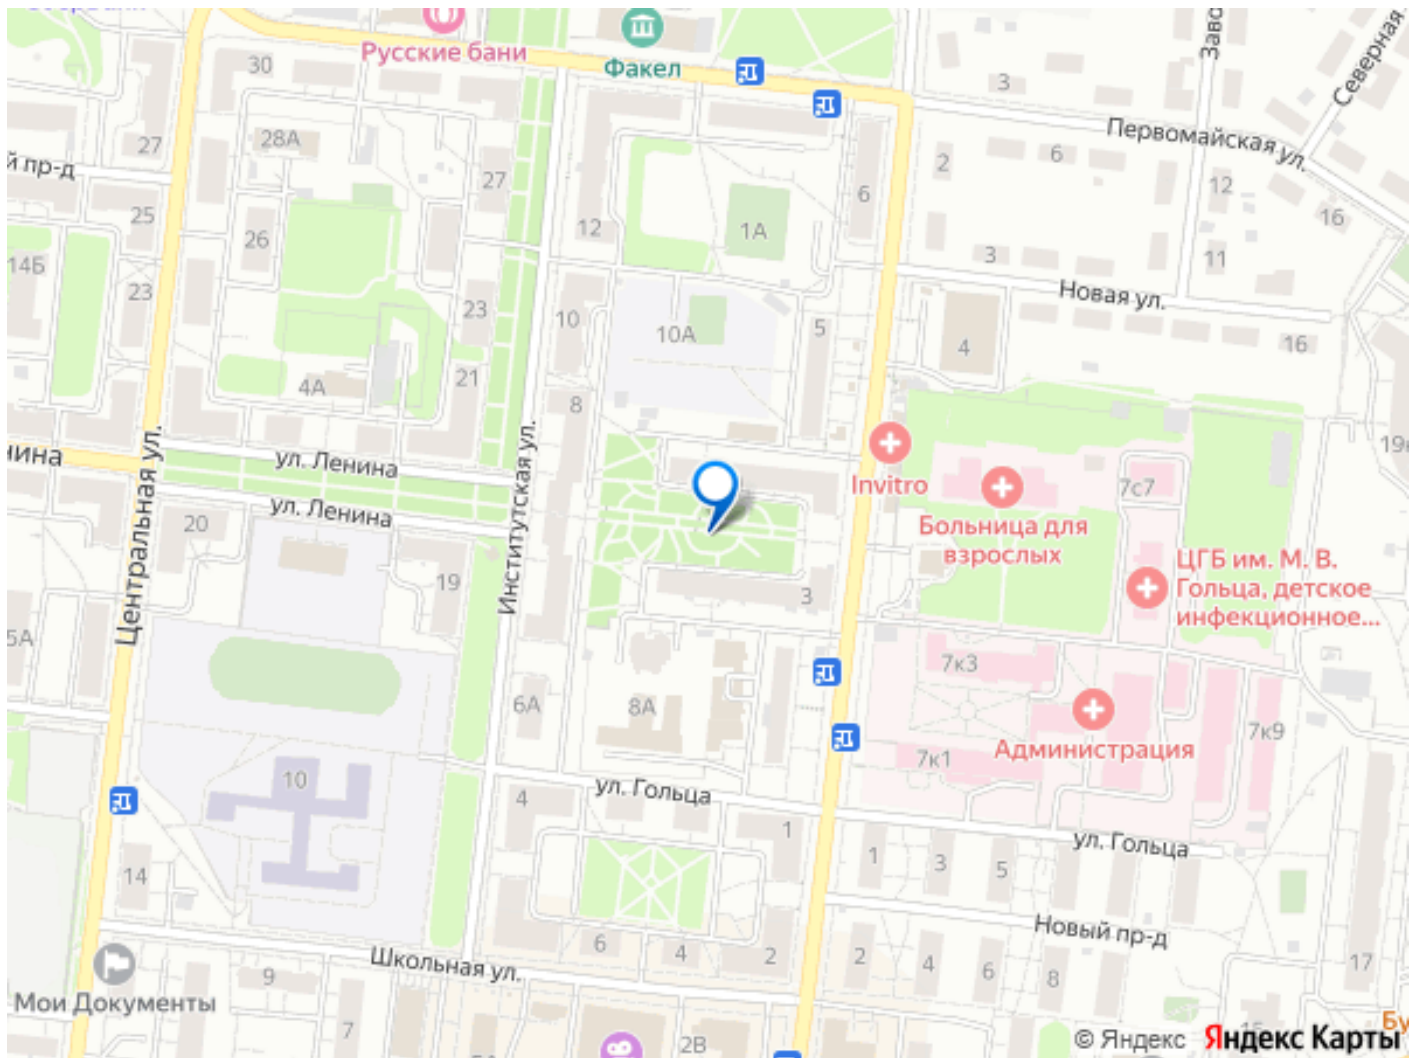 Русские бани
Факел
30
3
Северная
Первомайская ул.
28А
27
27
2
6
й пр-д
6
12
16
25
12
1А
26
3
11
14Б
23
23
Новая ул.
10
10А
5
4
16
21
4А
8
Центральная ул.
ул. Ленина
Институтская ул.
Invitro
7с7
ул. Ленина
20
Больница для
взрослых
ЦГБ им. М. В.
Гольца, детское
инфекционное...
19
3
5А
7к3
6А
8А
7к9
Администрация
7к1
10
ул. Гольца
4
1
ул. Гольца
1
3
5
14
Новый пр-д
6
4
2
2
4
6
8
17
Школьная ул.
9
Мои Документы
7
2В
© Яндекс
Яндекс Карты